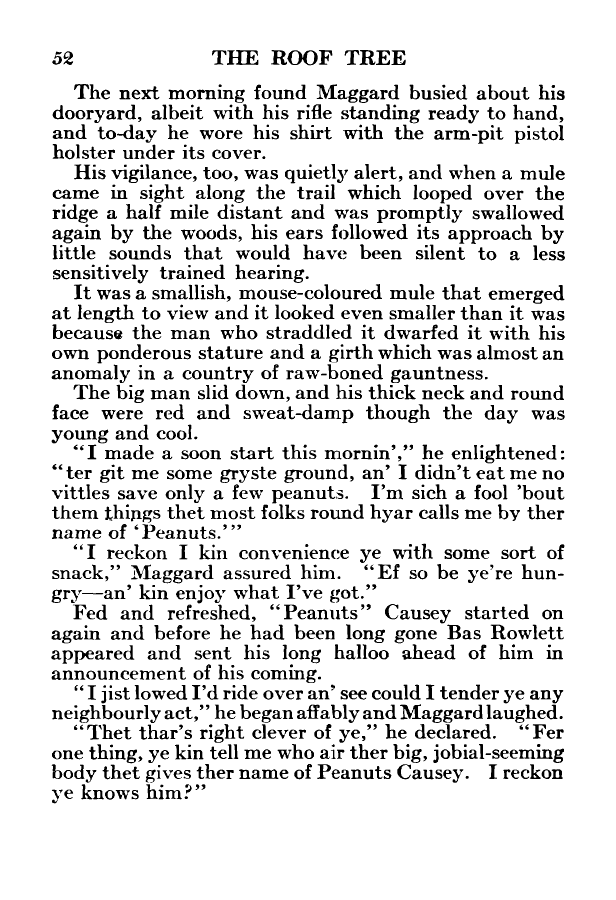 52 THE ROOF TREE
The next morning found Maggard busied about his
dooryard, albeit with his rifle standing ready to hand,
and to-day he wore his shirt with the arm-pit pistol
holster under its cover.
His vigilance, too, was quietly alert, and when a mule
came in sight along the trail which looped over the
ridge a half mile distant and was promptly swallowed
again by the woods, his ears followed its approach by
little sounds that would have been silent to a less
sensitively trained hearing.
It was a smallish, mouse-coloured mule that emerged
at length to view and it looked even smaller than it was
because the man who straddled it dwarfed it with his
own ponderous stature and a girth which was almost an
anomaly in a country of raw-boned gauntness.
The big man slid down, and his thick neck and round
face were red and sweat-damp though the day was
young and cool.
“I made a soon start this mornin’,” he enlightened:
“ter git me some gryste ground, an’ I didn’t eat me no
vittles save only a few peanuts. I’m sich a fool ’bout
them things thet most folks round hyar calls me by ther
name of ‘Peanuts.’”
“I reckon I kin convenience ye with some sort of
snack,” Maggard assured him. “Ef so be ye’re hun-
gry—an’ kin enjoy what I’ve got.”
Fed and refreshed, “Peanuts” Causey started on
again and before he had been long gone Bas Rowlett
appeared and sent his long halloo ahead of him in
announcement of his coming.
“I jist lowed I’d ride over an’ see could I tender ye any
neighbourly act,” he began affably and Maggard laughed.
“Thet thar’s right clever of ye,” he declared. “Fer
one thing, ye kin tell me who air ther big, jobial-seeming
body thet gives ther name of Peanuts Causey. I reckon
ye knows him?”